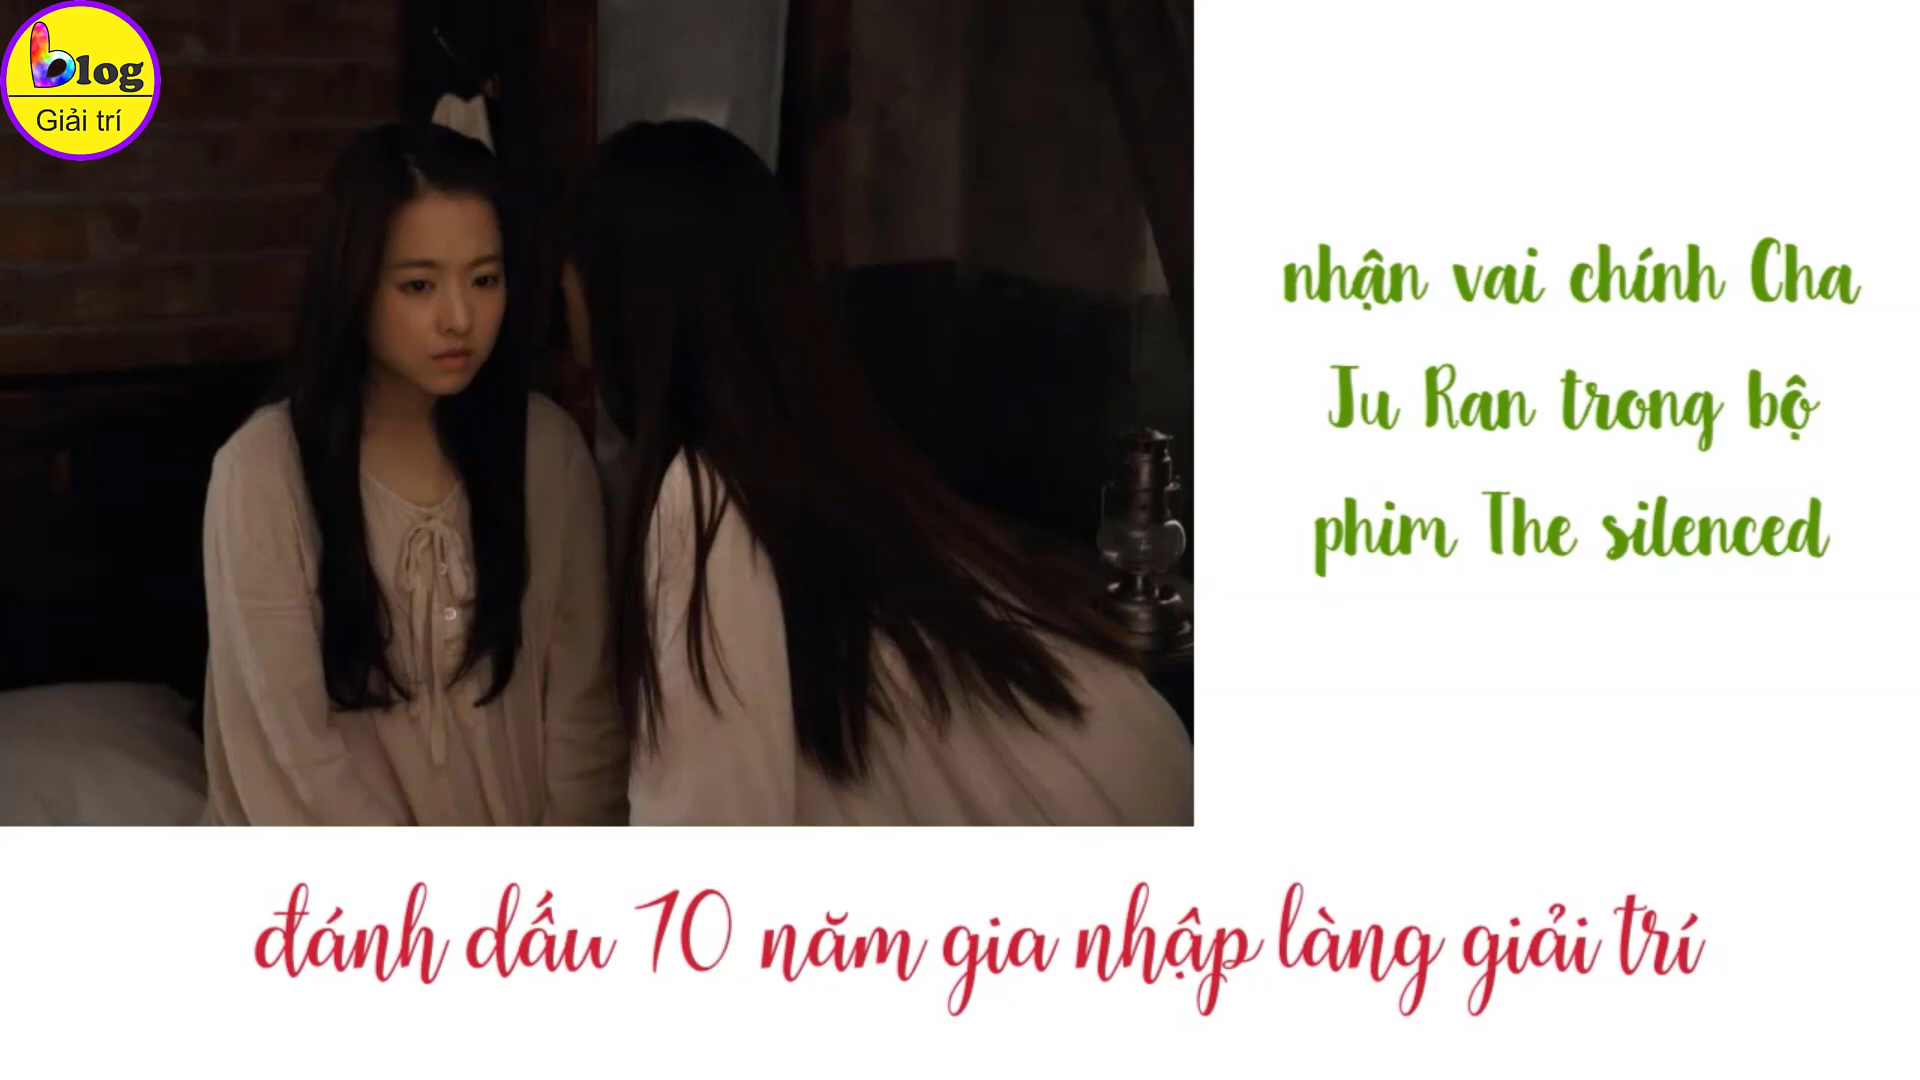 blog
Giải trí
nhận vai chính Cha
Ju Ran trong bộ
phim The silenced
đánh dấu 10 năm gia nhập làng giải trí